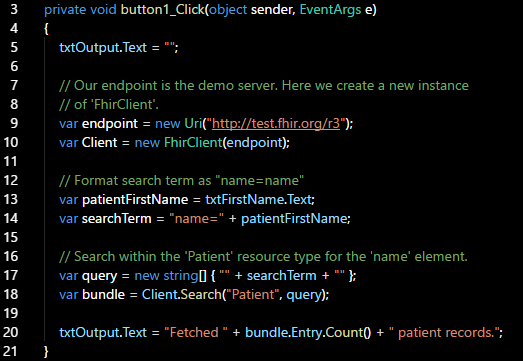 3 private void button1_Click(object sender, EventArgs e)
4 {
5 txtOutput.Text = "";
6
7 // Our endpoint is the demo server. Here we create a new instance
8 // of 'FhirClient'.
9 var endpoint = new Uri("http://test.fhir.org/r3");
10 var Client = new FhirClient(endpoint);
11
12 // Format search term as "name=name"
13 var patientFirstName = txtFirstName.Text;
14 var searchTerm = "name=" + patientFirstName;
15
16 // Search within the 'Patient' resource type for the 'name' element.
17 var query = new string[] { "" + searchTerm + "" };
18 var bundle = Client.Search("Patient", query);
19
20 txtOutput.Text = "Fetched " + bundle.Entry.Count() + " patient records.";
21 }